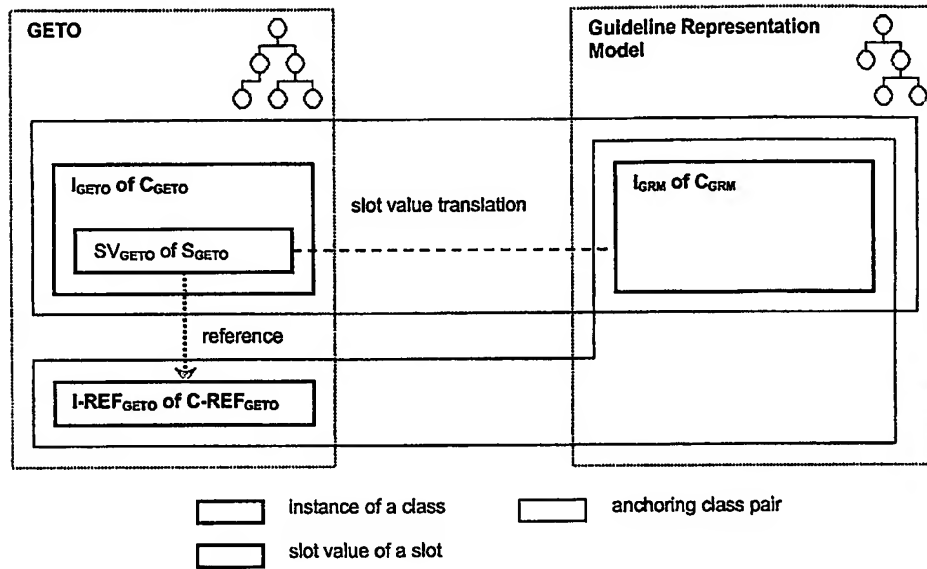 GETO
Guideline Representation
Model
I_GETO of C_GETO
I_GRM of C_GRM
slot value translation
SV_GETO of S_GETO
reference
I-REF_GETO of C-REF_GETO
instance of a class
anchoring class pair
slot value of a slot